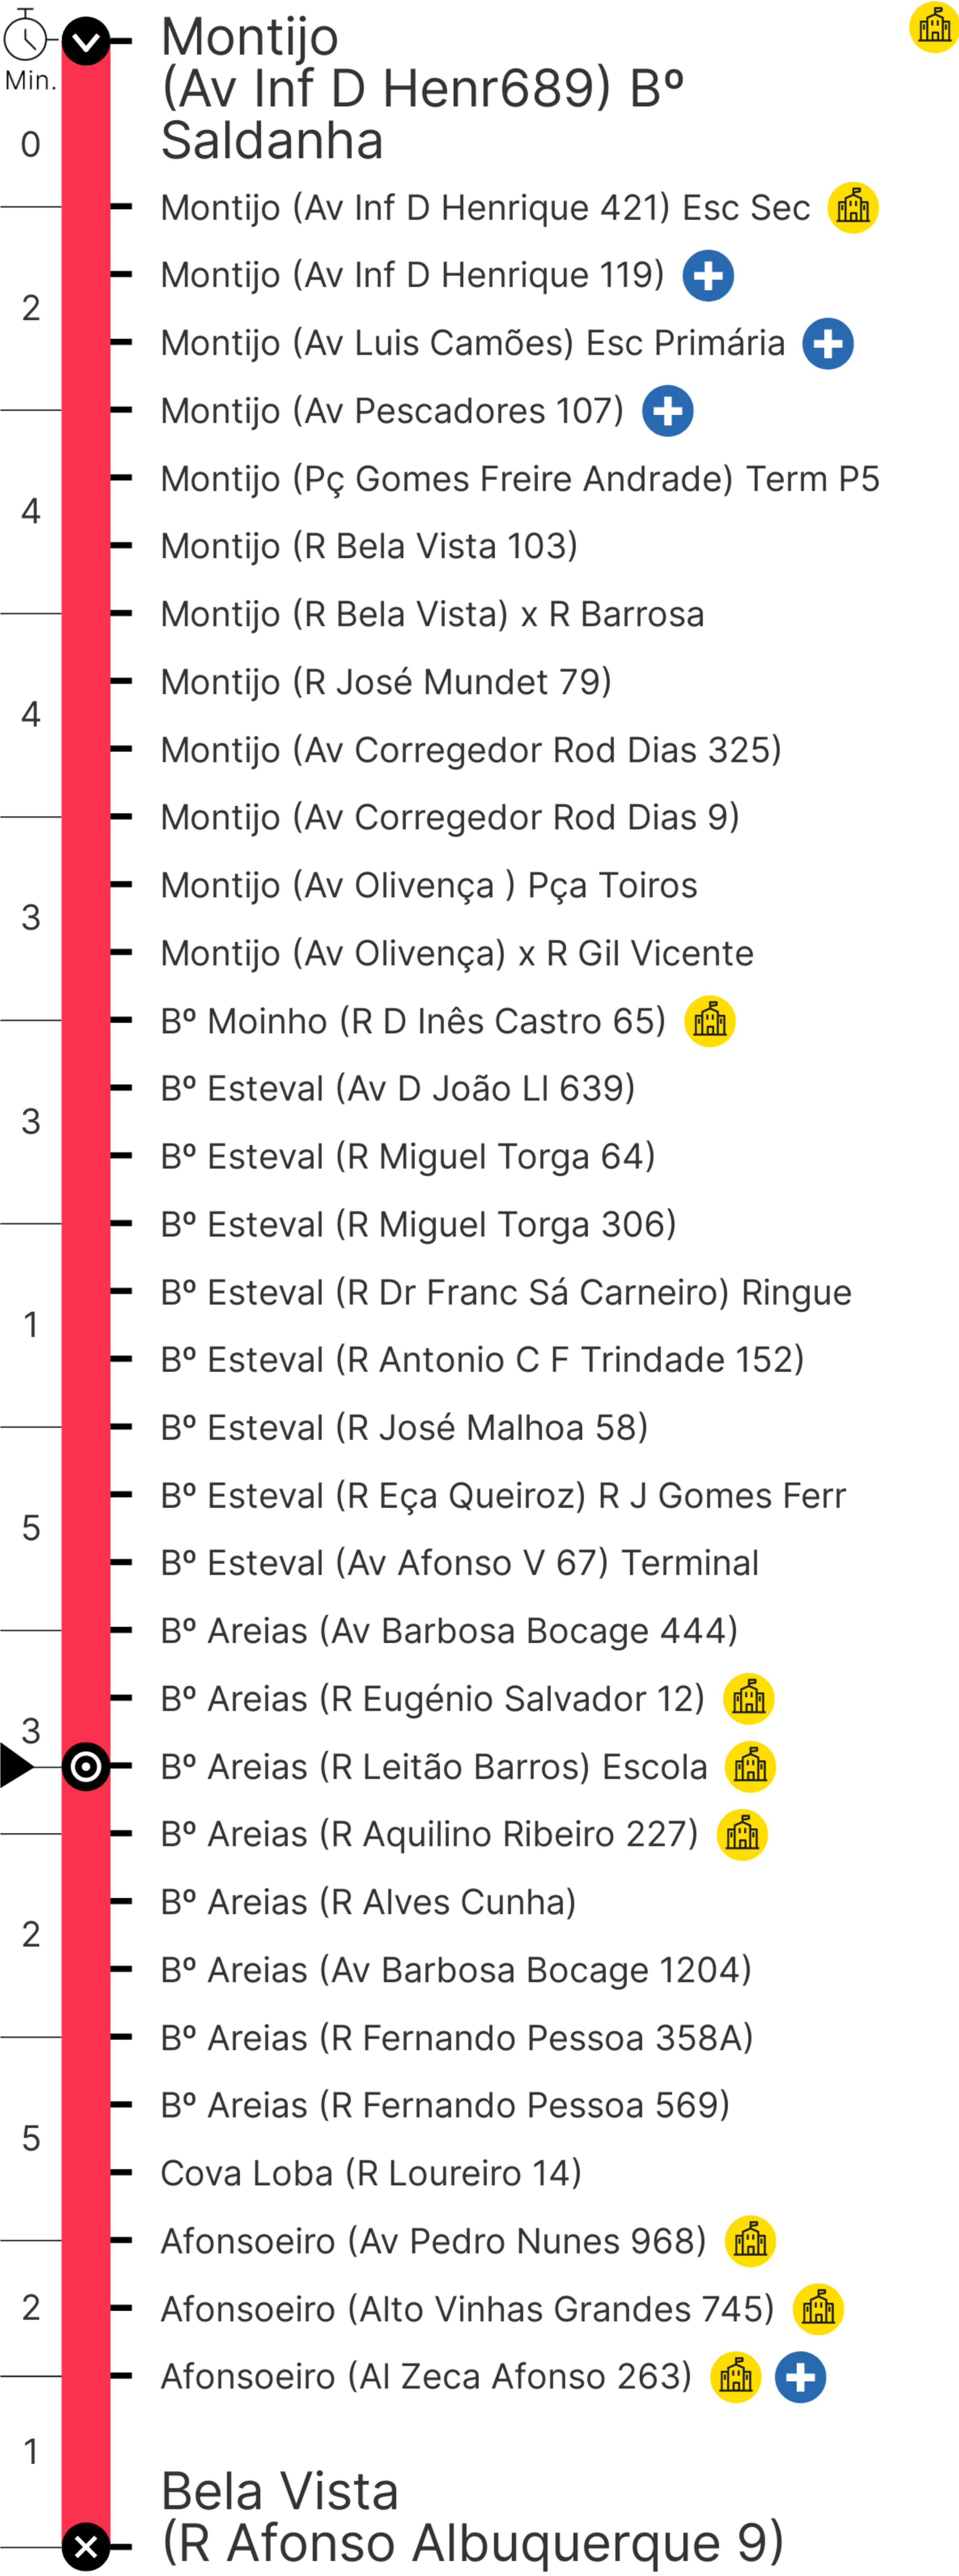 Montijo
(Av Inf D Henr689) Bº
Saldanha
Min.
0
Montijo (Av Inf D Henrique 421) Esc Sec
Montijo (Av Inf D Henrique 119)
2
Montijo (Av Luis Camões) Esc Primária
Montijo (Av Pescadores 107)
Montijo (Pç Gomes Freire Andrade) Term P5
4
Montijo (R Bela Vista 103)
Montijo (R Bela Vista) x R Barrosa
Montijo (R José Mundet 79)
4
Montijo (Av Corregedor Rod Dias 325)
Montijo (Av Corregedor Rod Dias 9)
Montijo (Av Olivença ) Pça Toiros
3
Montijo (Av Olivença) x R Gil Vicente
Bº Moinho (R D Inês Castro 65)
Bº Esteval (Av D João Ll 639)
3
Bº Esteval (R Miguel Torga 64)
Bº Esteval (R Miguel Torga 306)
Bº Esteval (R Dr Franc Sá Carneiro) Ringue
1
Bº Esteval (R Antonio C F Trindade 152)
Bº Esteval (R José Malhoa 58)
Bº Esteval (R Eça Queiroz) R J Gomes Ferr
5
Bº Esteval (Av Afonso V 67) Terminal
Bº Areias (Av Barbosa Bocage 444)
Bº Areias (R Eugénio Salvador 12)
3
Bº Areias (R Leitão Barros) Escola
Bº Areias (R Aquilino Ribeiro 227)
Bº Areias (R Alves Cunha)
2
Bº Areias (Av Barbosa Bocage 1204)
Bº Areias (R Fernando Pessoa 358A)
Bº Areias (R Fernando Pessoa 569)
5
Cova Loba (R Loureiro 14)
Afonsoeiro (Av Pedro Nunes 968)
2
Afonsoeiro (Alto Vinhas Grandes 745)
Afonsoeiro (Al Zeca Afonso 263)
1
Bela Vista
(R Afonso Albuquerque 9)